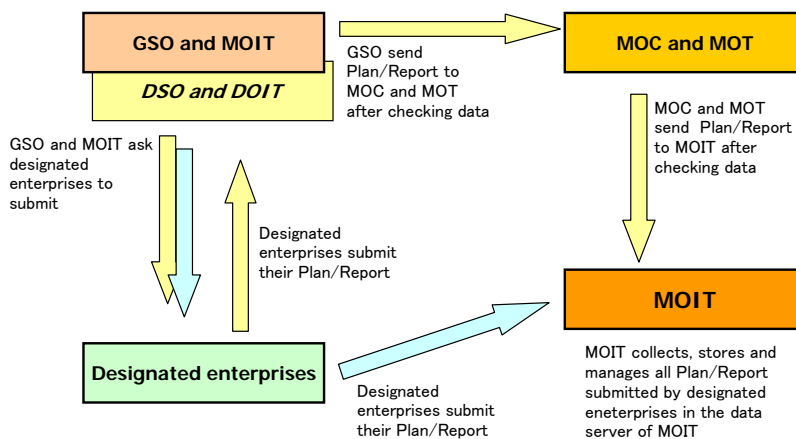 GSO and MOIT
DSO and DOIT
GSO send
Plan/Report to
MOC and MOT
after checking data
MOC and MOT
GSO and MOIT ask
designated
enterprises to
submit
MOC and MOT
send Plan/Report
to MOIT after
checking data
Designated
enterprises submit
their Plan/Report
MOIT
Designated enterprises
Designated
enterprises submit
their Plan/Report
MOIT collects, stores and
manages all Plan/Report
submitted by designated
eneterprises in the data
server of MOIT